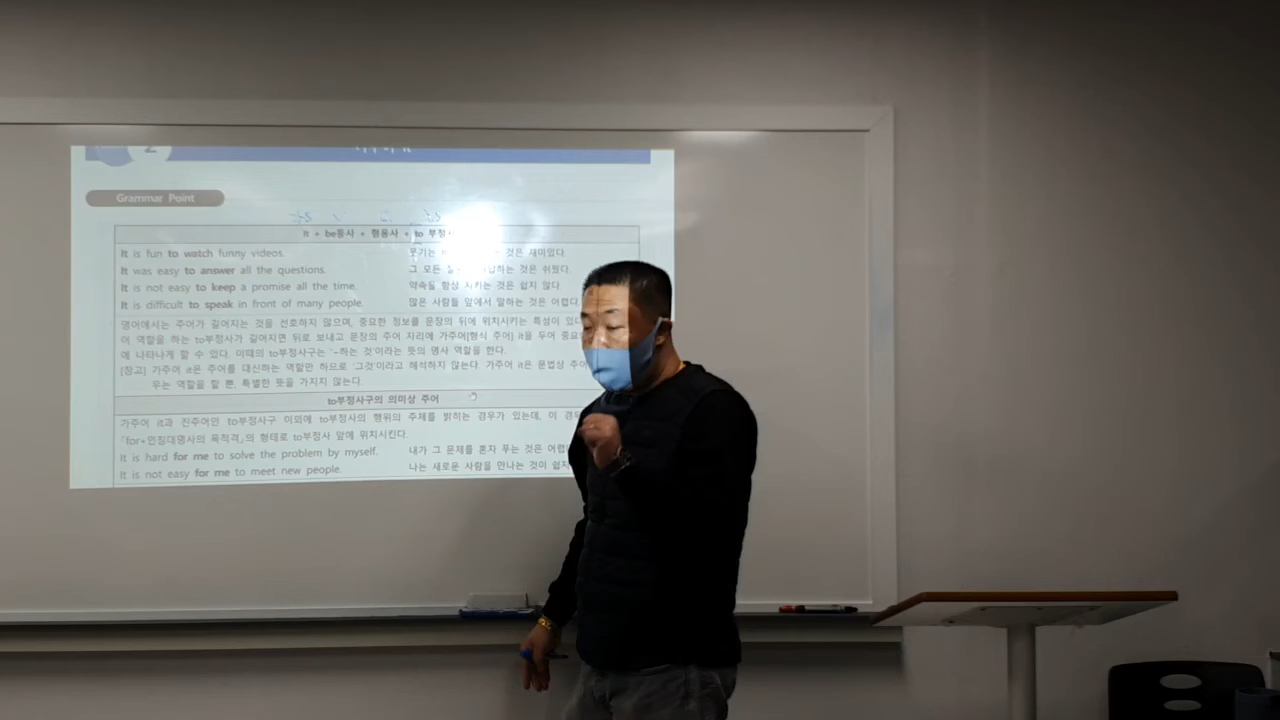 2
Grammar Point
It + be동사 + 형용사 + to 부정사
It is fun to watch funny videos. 웃기는 것은 재미있다.
It was easy to answer all the questions. 그 모든 하는 것은 쉬웠다.
It is not easy to keep a promise all the time. 약속을 항상 지키는 것은 쉽지 않다.
It is difficult to speak in front of many people. 많은 사람들 앞에서 말하는 것은 어렵다.
영어에서는 주어가 길어지는 것을 선호하지 않으며, 중요한 정보를 문장의 뒤에 위치시키는 특성이 있다
어 역할을 하는 to부정사가 길어지면 뒤로 보내고 문장의 주어 자리에 가주어[형식 주어] it을 두어
에 나타나게 할 수 있다. 이때의 to부정사구는 '~하는 것'이라는 뜻의 명사 역할을 한다.
[참고] 가주어 it은 주어를 대신하는 역할만 하므로 '그것'이라고 해석하지 않는다. 가주어 it은 문법상 주어
우는 역할을 할 뿐, 특별한 뜻을 가지지 않는다.
to부정사구의 의미상 주어
가주어 it과 진주어인 to부정사구 이외에 to부정사의 행위의 주체를 밝히는 경우가 있는데, 이 경우
「for+인칭대명사의 목적격」의 형태로 to부정사 앞에 위치시킨다.
It is hard for me to solve the problem by myself. 내가 그 문제를 혼자 푸는 것은
It is not easy for me to meet new people. 나는 새로운 사람을 만나는 것이